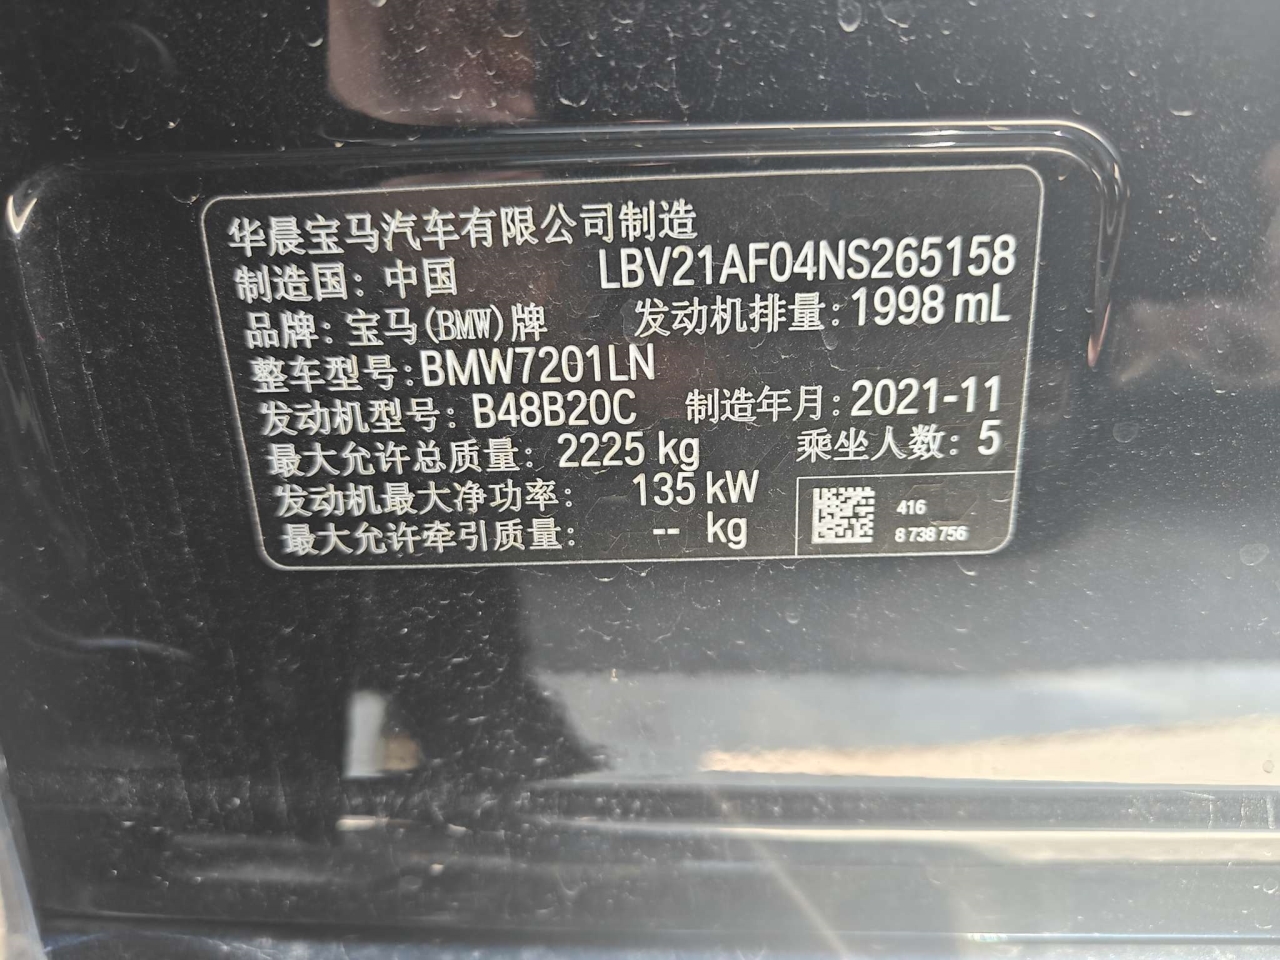 华晨宝马汽车有限公司制造
制造国：中国 LBV21AF04NS265158
品牌：宝马(BMW)牌 发动机排量：1998 mL
整车型号：BMW7201LN
发动机型号：B48B20C 制造年月：2021-11
最大允许总质量：2225 kg 乘坐人数：5
发动机最大净功率：135 kW
最大允许牵引质量：-- kg
416
8 738 756